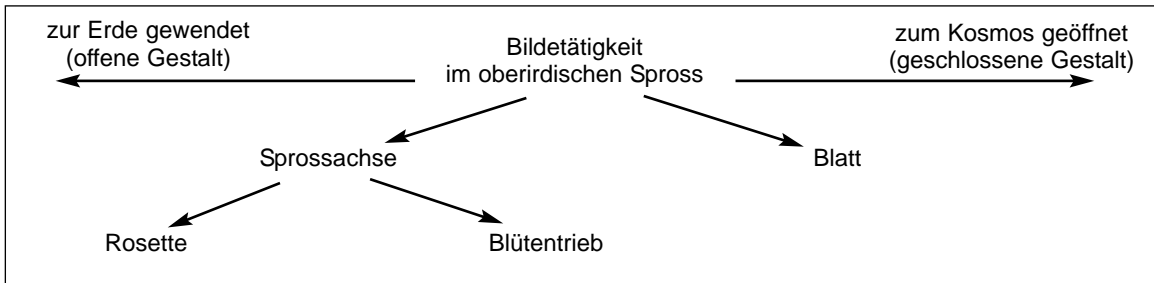 zur Erde gewendet
(offene Gestalt)
Bildetätigkeit
im oberirdischen Spross
zum Kosmos geöffnet
(geschlossene Gestalt)
Sprossachse
Blatt
Rosette
Blütentrieb